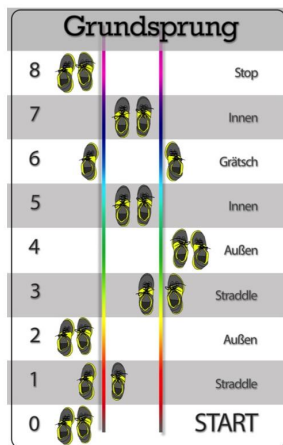 Grundsprung
8 Stop
7 Innen
6 Grätsch
5 Innen
4 Außen
3 Straddle
2 Außen
1 Straddle
0 START